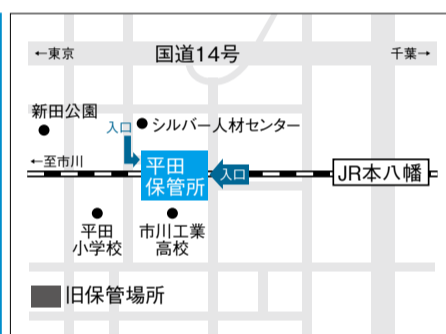 ←東京
国道14号
千葉→
新田公園
入口
シルバー人材センター
←至市川
平田
保管所
入口
JR本八幡
平田
小学校
市川工業
高校
旧保管場所